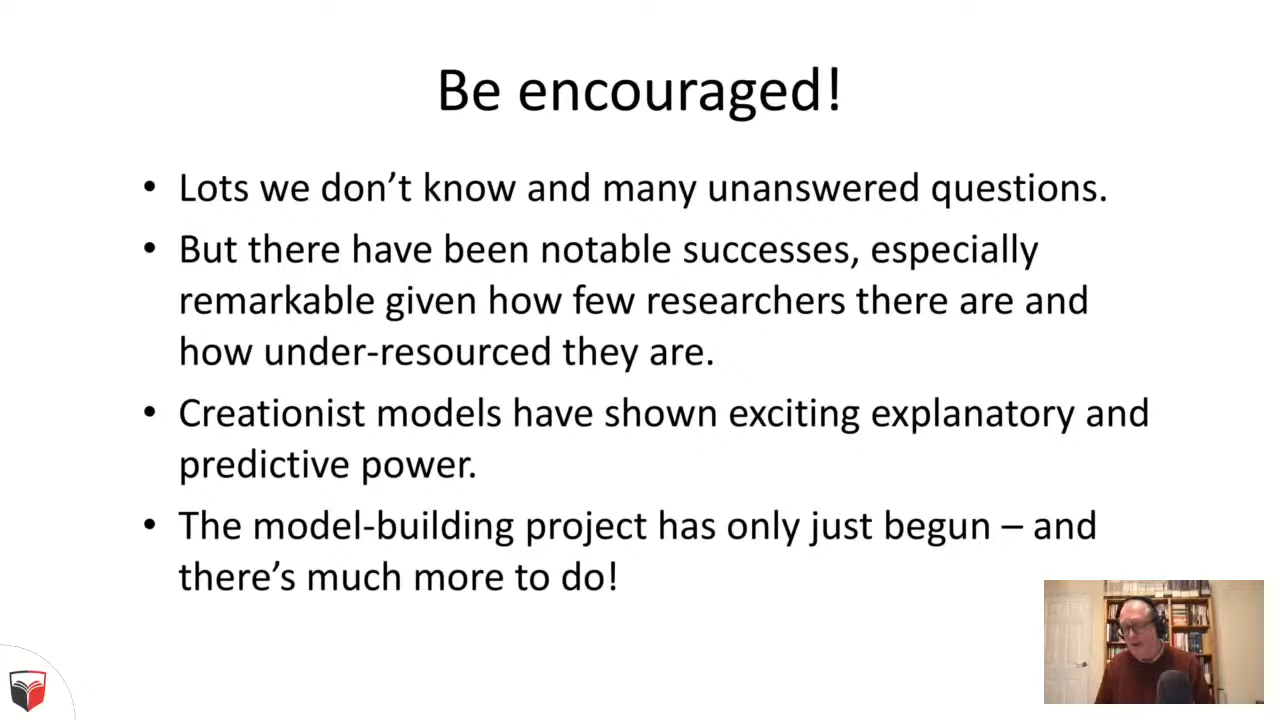 Be encouraged!
• Lots we don’t know and many unanswered questions.
• But there have been notable successes, especially
remarkable given how few researchers there are and
how under-resourced they are.
• Creationist models have shown exciting explanatory and
predictive power.
• The model-building project has only just begun – and
there’s much more to do!